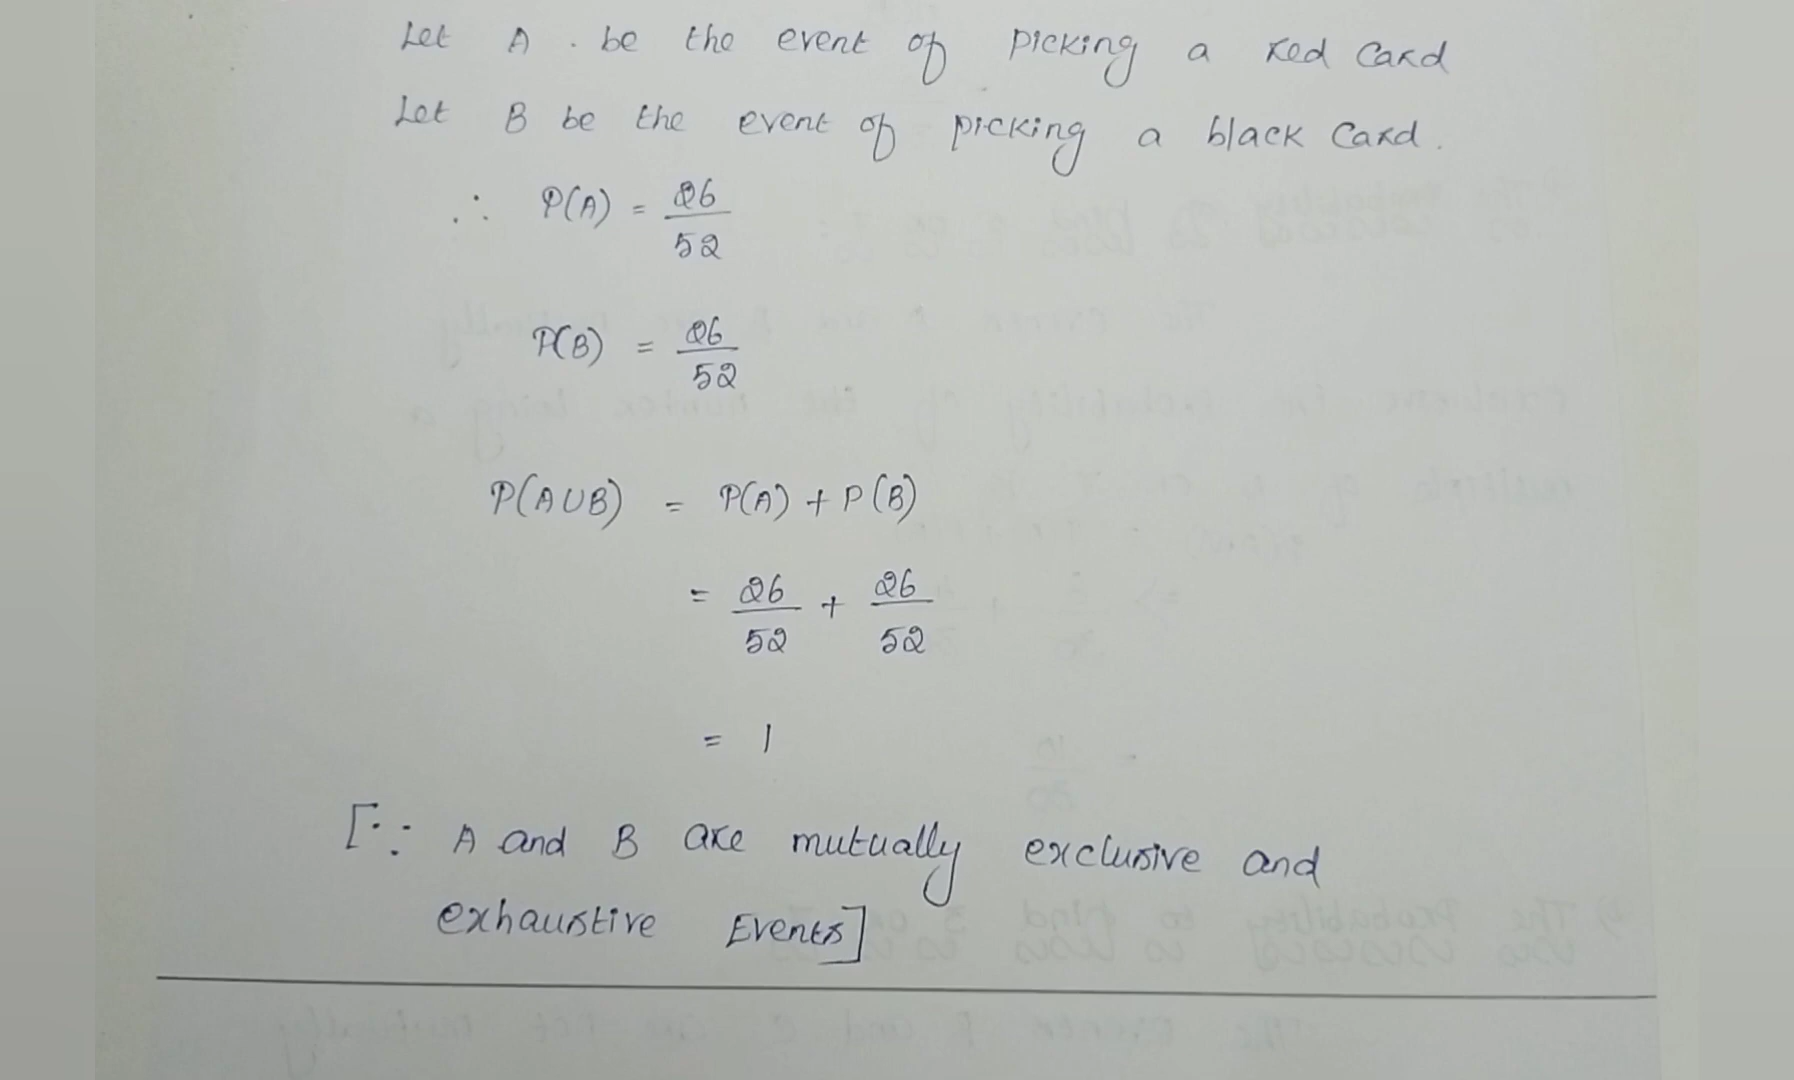 Let A be the event of picking a red card
Let B be the event of picking a black card.
∴ P(A) = 26/52
P(B) = 26/52
P(A∪B) = P(A) + P(B)
= 26/52 + 26/52
= 1
[∵ A and B are mutually exclusive and
exhaustive Events]